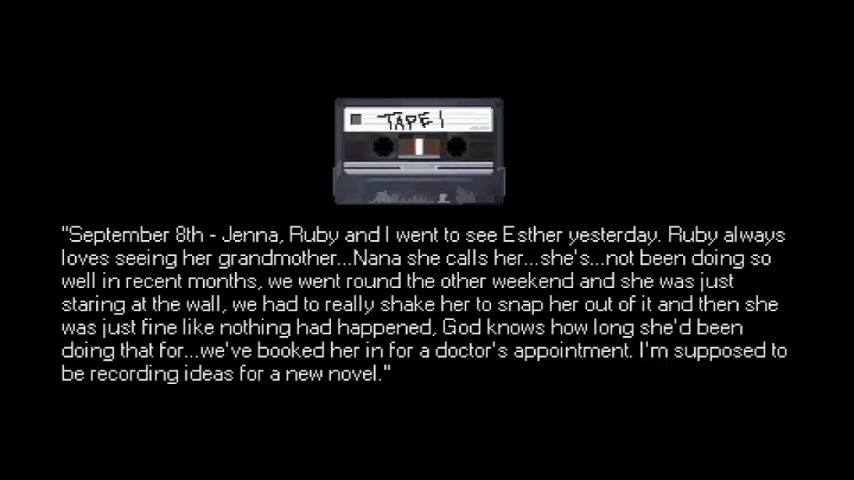 TAPE 1
"September 8th - Jenna, Ruby and I went to see Esther yesterday. Ruby always
loves seeing her grandmother...Nana she calls her...she's...not been doing so
well in recent months, we went round the other weekend and she was just
staring at the wall, we had to really shake her to snap her out of it and then she
was just fine like nothing had happened, God knows how long she'd been
doing that for...we've booked her in for a doctor's appointment. I'm supposed to
be recording ideas for a new novel."